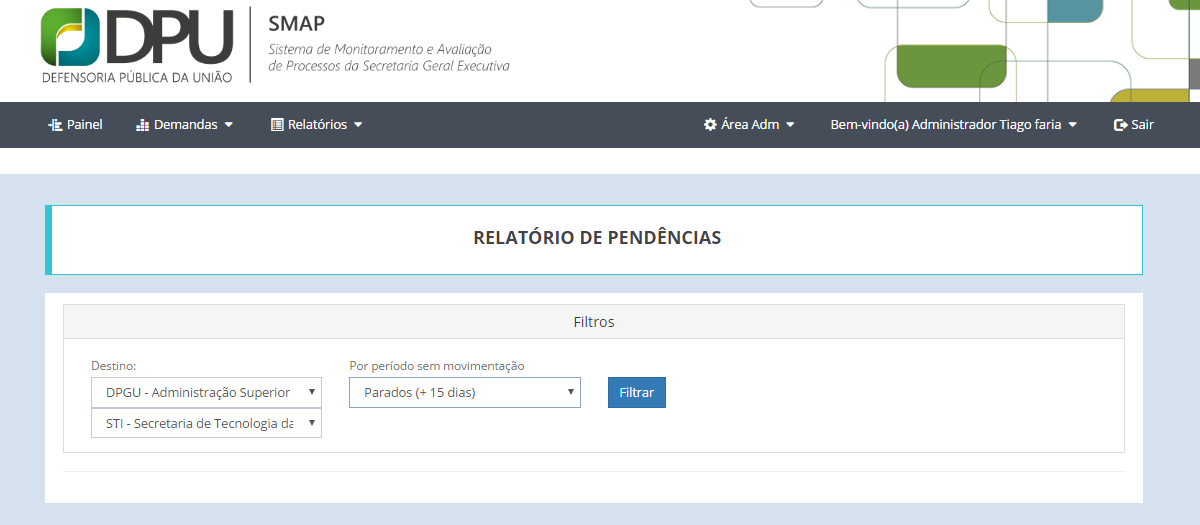 DPU
DEFENSORIA PÚBLICA DA UNIÃO
SMAP
Sistema de Monitoramento e Avaliação
de Processos da Secretaria Geral Executiva
Painel Demandas Relatórios Área Adm Bem-vindo(a) Administrador Tiago faria Sair
RELATÓRIO DE PENDÊNCIAS
Filtros
Destino: Por período sem movimentação
DPGU - Administração Superior Parados (+ 15 dias) Filtrar
STI - Secretaria de Tecnologia da